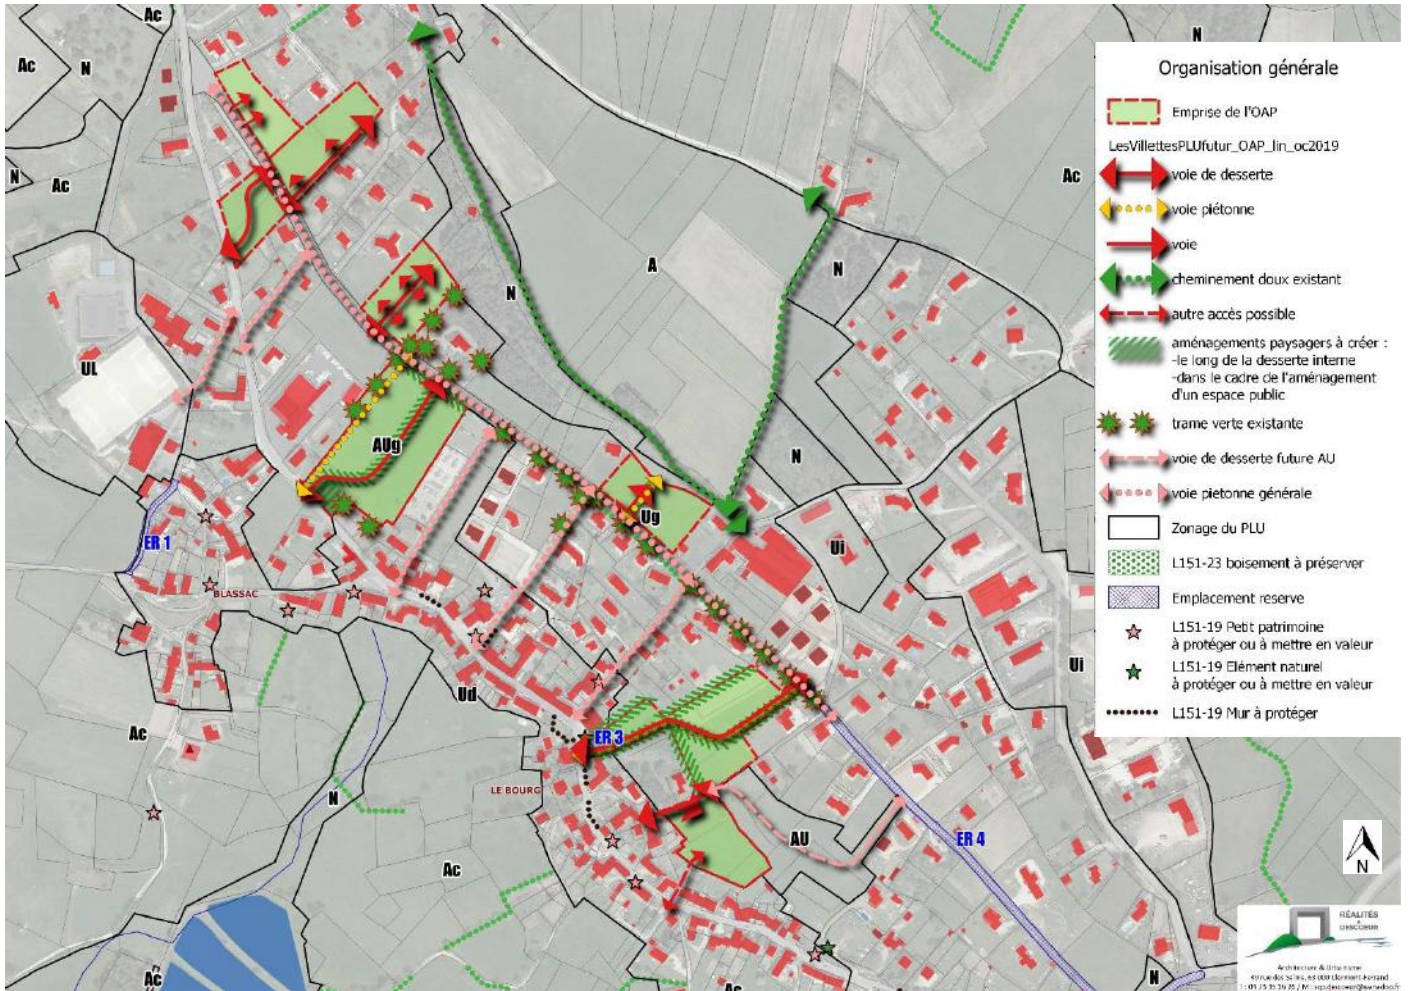 Organisation générale
Emprise de l'OAP
LesVillettesPLUfutur_OAP_lin_oc2019
voie de desserte
voie piétonne
voie
cheminement doux existant
autre accès possible
aménagements paysagers à créer :
-le long de la desserte interne
-dans le cadre de l'aménagement
d'un espace public
trame verte existante
voie de desserte future AU
voie pietonne générale
Zonage du PLU
L151-23 boisement à préserver
Emplacement reserve
L151-19 Petit patrimoine
à protéger ou à mettre en valeur
L151-19 Elément naturel
à protéger ou à mettre en valeur
L151-19 Mur à protéger
Ac
N
Ac
N
N
Ac
Ac
A
N
N
UL
AUg
N
Ug
Ui
ER 1
BLASSAC
Ui
Ud
ER 3
Ac
LE BOURG
N
AU
ER 4
Ac
N
Ac
Ac
N
N
RÉALITÉS
&
DESCOEUR
Architecture & Urbanisme